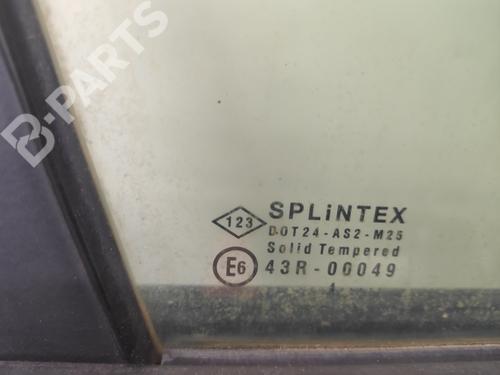 B-PARTS
123
SPLiNTEX
DOT24-AS2-M25
Solid Tempered
E6 43R-00049